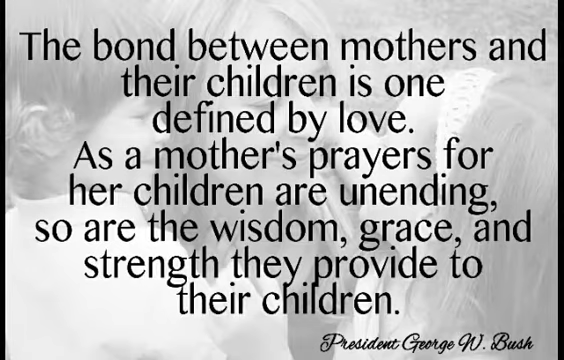 The bond between mothers and
their children is one
defined by love.
As a mother's prayers for
her children are unending,
so are the wisdom, grace, and
strength they provide to
their children.
President George W. Bush